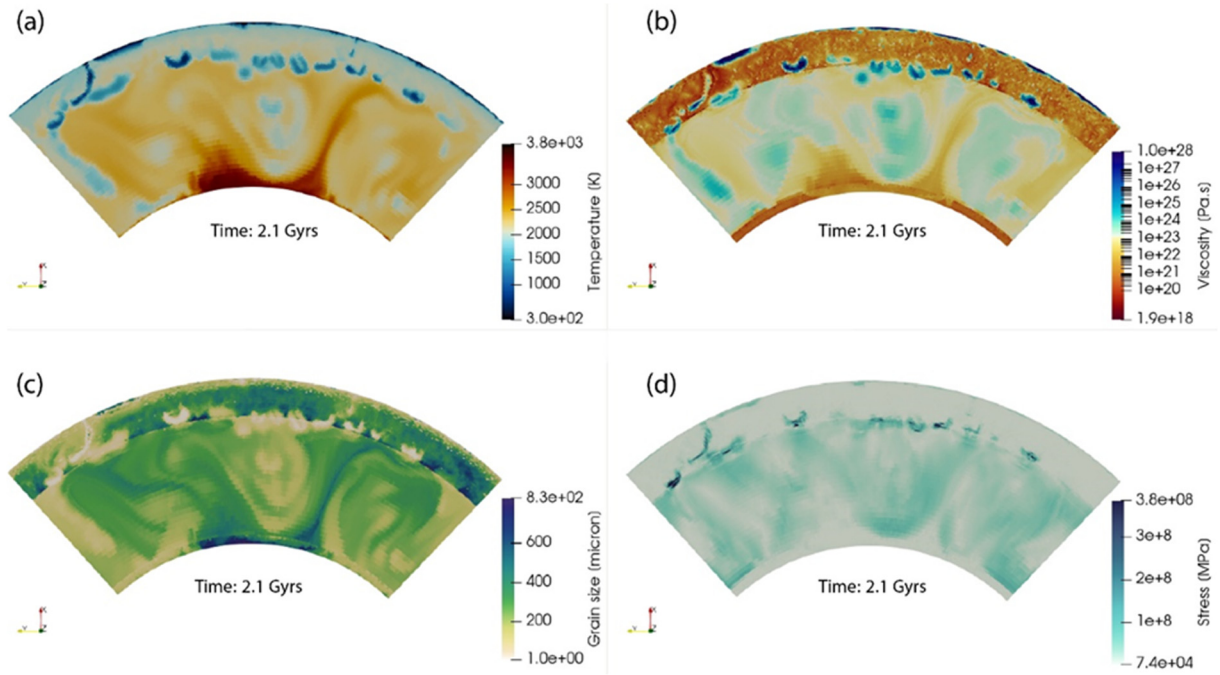 (a)
3.8e+03
3000
2500
2000
1500
1000
3.0e+02
Temperature (K)
Time: 2.1 Gyrs
X
Y
Z
(b)
1.0e+28
1e+27
1e+26
1e+25
1e+24
1e+23
1e+22
1e+21
1e+20
1.9e+18
Viscosity (Pa.s)
Time: 2.1 Gyrs
X
Y
Z
(c)
8.3e+02
600
400
200
1.0e+00
Grain size (micron)
Time: 2.1 Gyrs
X
Y
Z
(d)
3.8e+08
3e+8
2e+8
1e+8
7.4e+04
Stress (MPa)
Time: 2.1 Gyrs
X
Y
Z